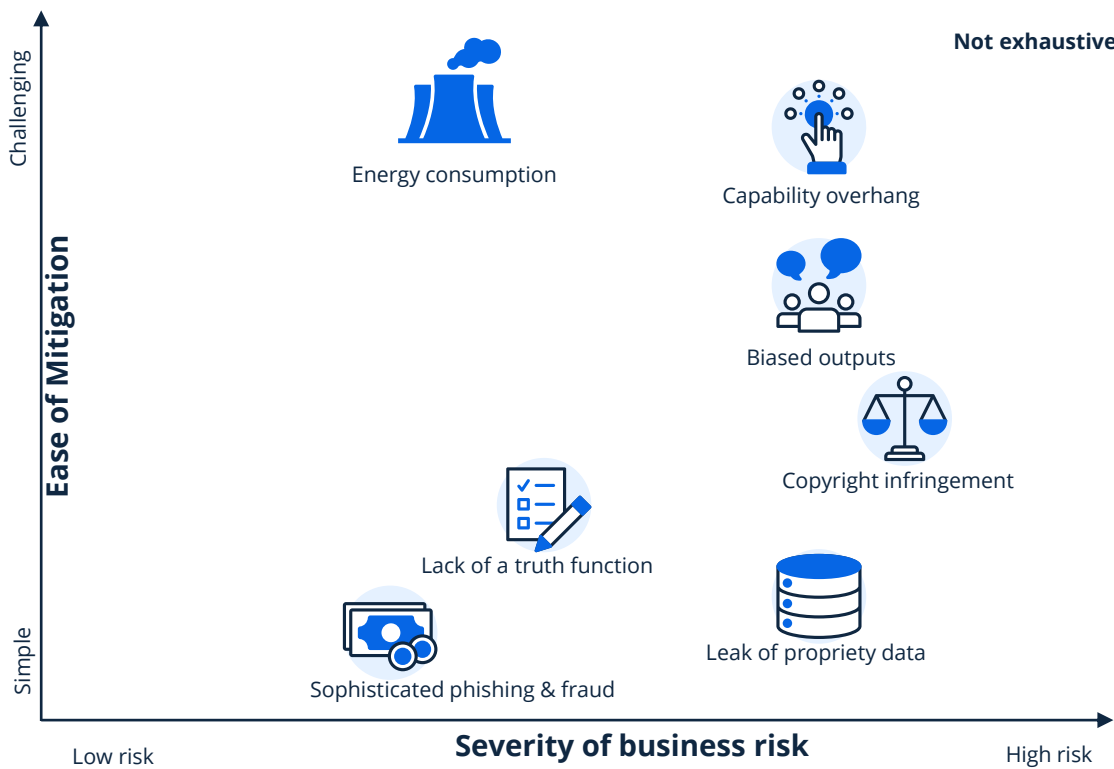 Not exhaustive
Challenging
Energy consumption
Capability overhang
Ease of Mitigation
Biased outputs
Copyright infringement
Lack of a truth function
Simple
Leak of propriety data
Sophisticated phishing & fraud
Low risk
Severity of business risk
High risk